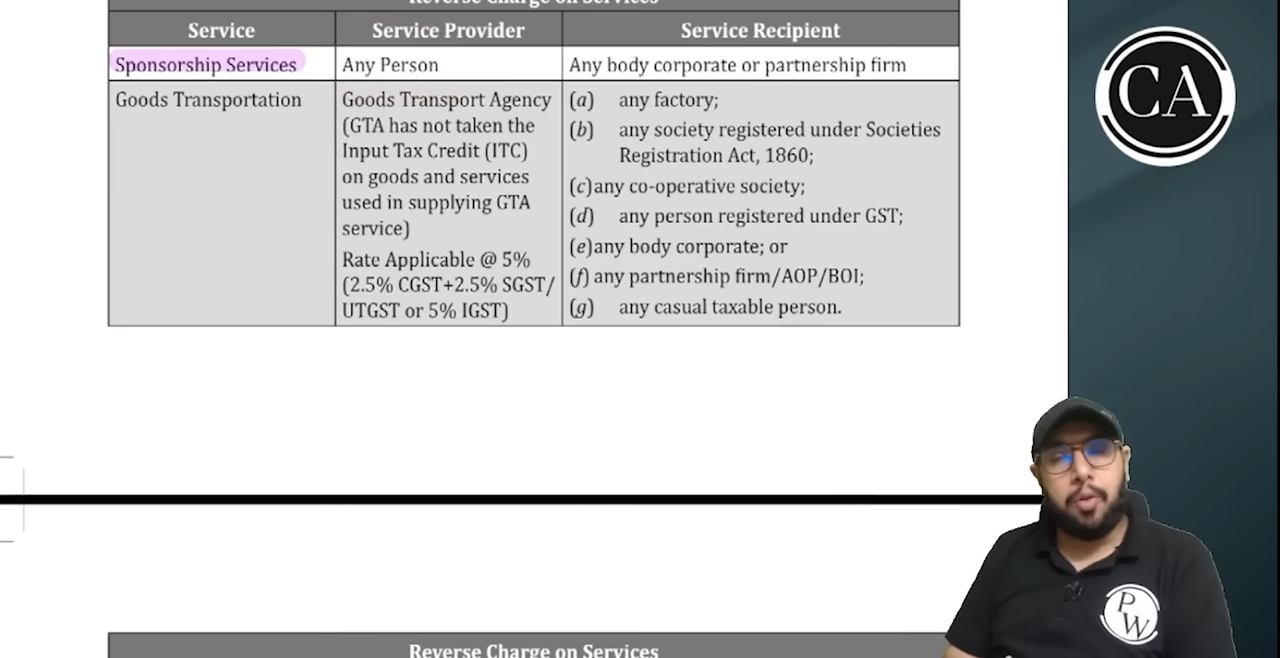 Reverse Charge on Services
Service Service Provider Service Recipient
Sponsorship Services Any Person Any body corporate or partnership firm
Goods Transportation
Goods Transport Agency
(GTA has not taken the
Input Tax Credit (ITC)
on goods and services
used in supplying GTA
service)
Rate Applicable @ 5%
(2.5% CGST+2.5% SGST/
UTGST or 5% IGST)
(a) any factory;
(b) any society registered under Societies
Registration Act, 1860;
(c) any co-operative society;
(d) any person registered under GST;
(e) any body corporate; or
(f) any partnership firm/AOP/BOI;
(g) any casual taxable person.
CA
PW
Reverse Charge on Services